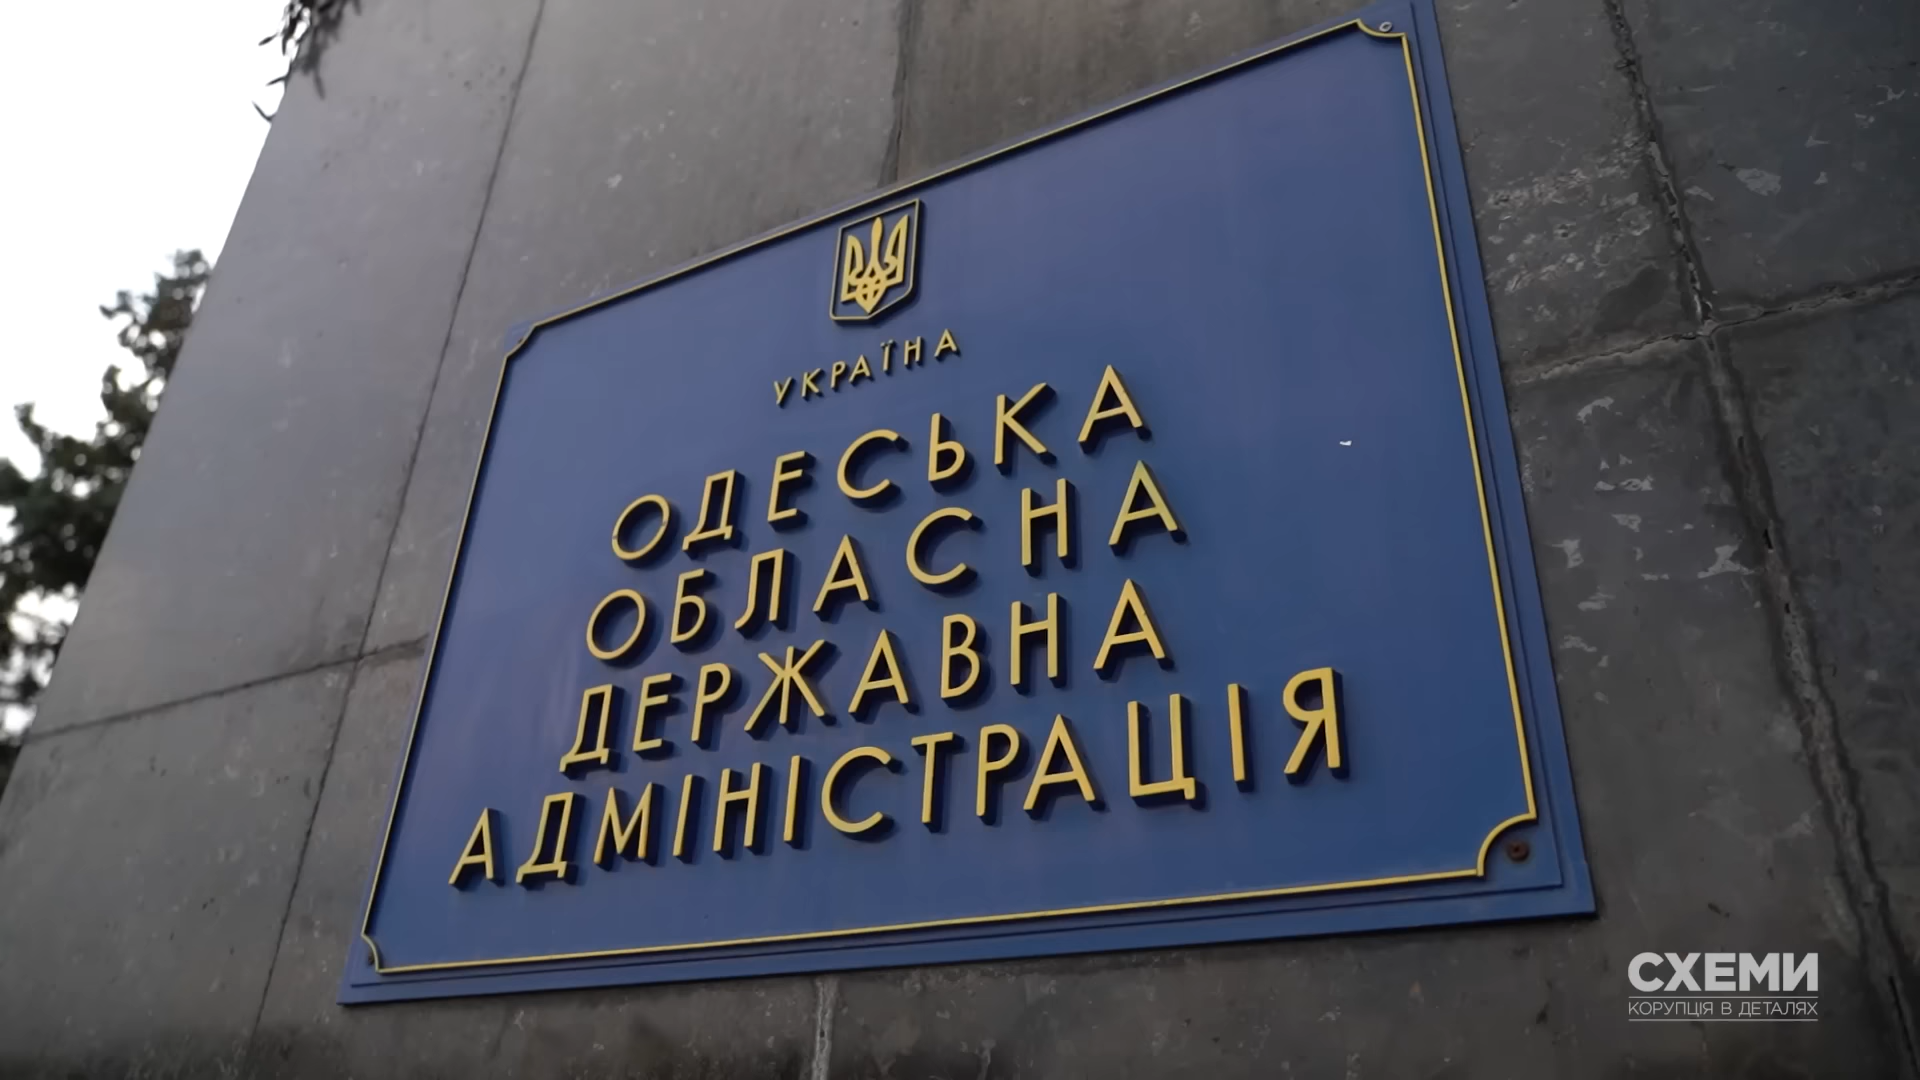 УКРАЇНА
ОДЕСЬКА
ОБЛАСНА
ДЕРЖАВНА
АДМІНІСТРАЦІЯ
СХЕМИ
КОРУПЦІЯ В ДЕТАЛЯХ